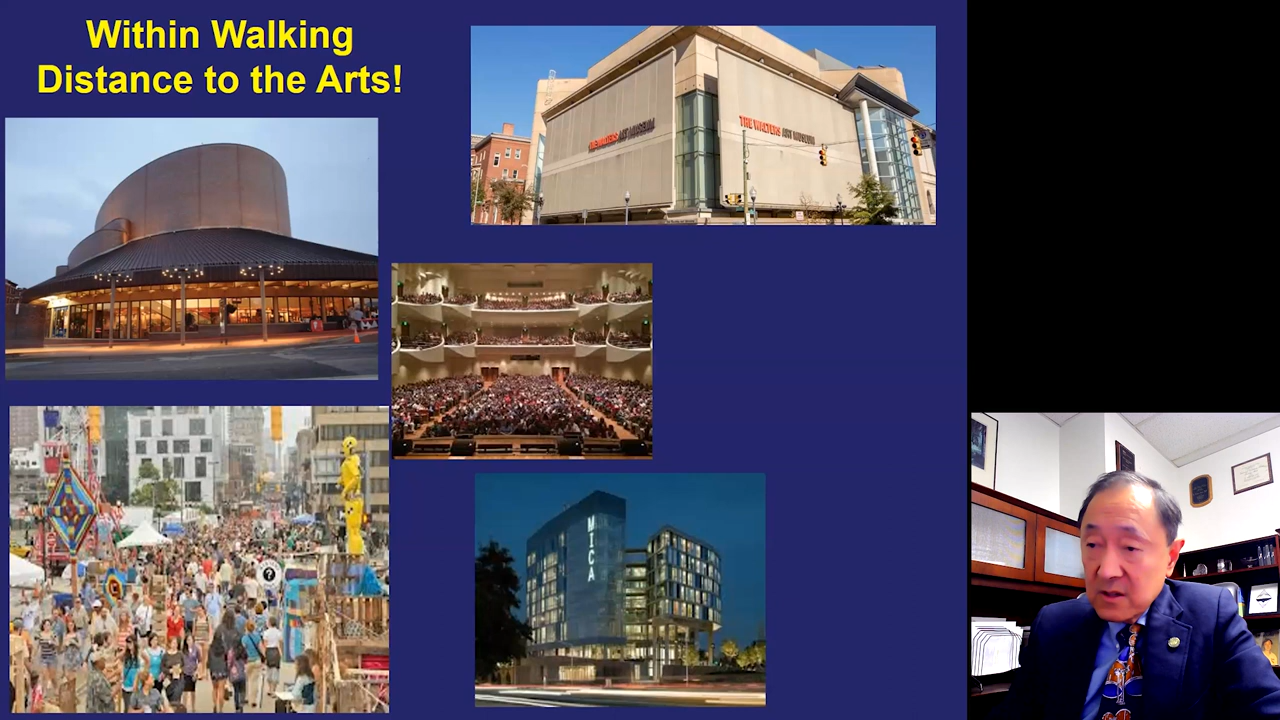 Within Walking
Distance to the Arts!
THE WALTERS ART MUSEUM
THE WALTERS ART MUSEUM
MICA
?